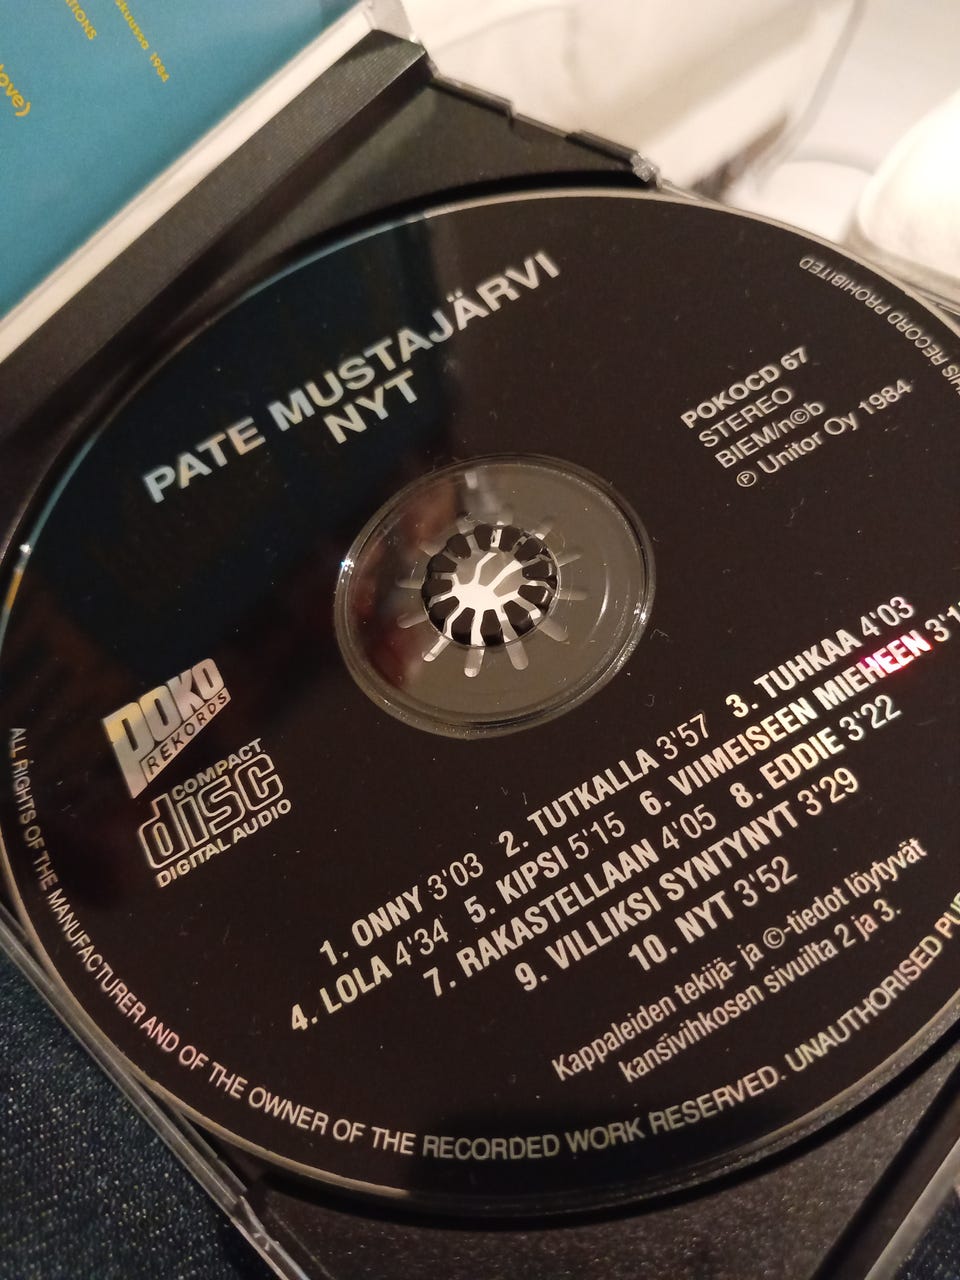 1984
PATE MUSTAJÄRVI
NYT
POKOCD 67
STEREO
BIEM/n©b
℗ Unitor Oy 1984
POKO
REKORDS
COMPACT
disc
DIGITAL AUDIO
1. ONNY 3'03 2. TUTKALLA 3'57 3. TUHKAA 4'03
4. LOLA 4'34 5. KIPSI 5'15 6. VIIMEISEEN MIEHEEN
7. RAKASTELLAAN 4'05 8. EDDIE 3'22
9. VILLIKSI SYNTYNYT 3'29
10. NYT 3'52
Kappaleiden tekijä- ja ©-tiedot löytyvät
kansivihkosen sivuilta 2 ja 3.
ALL RIGHTS OF THE MANUFACTURER AND OF THE OWNER OF THE RECORDED WORK RESERVED. UNAUTHORISED
RECORD PROHIBITED